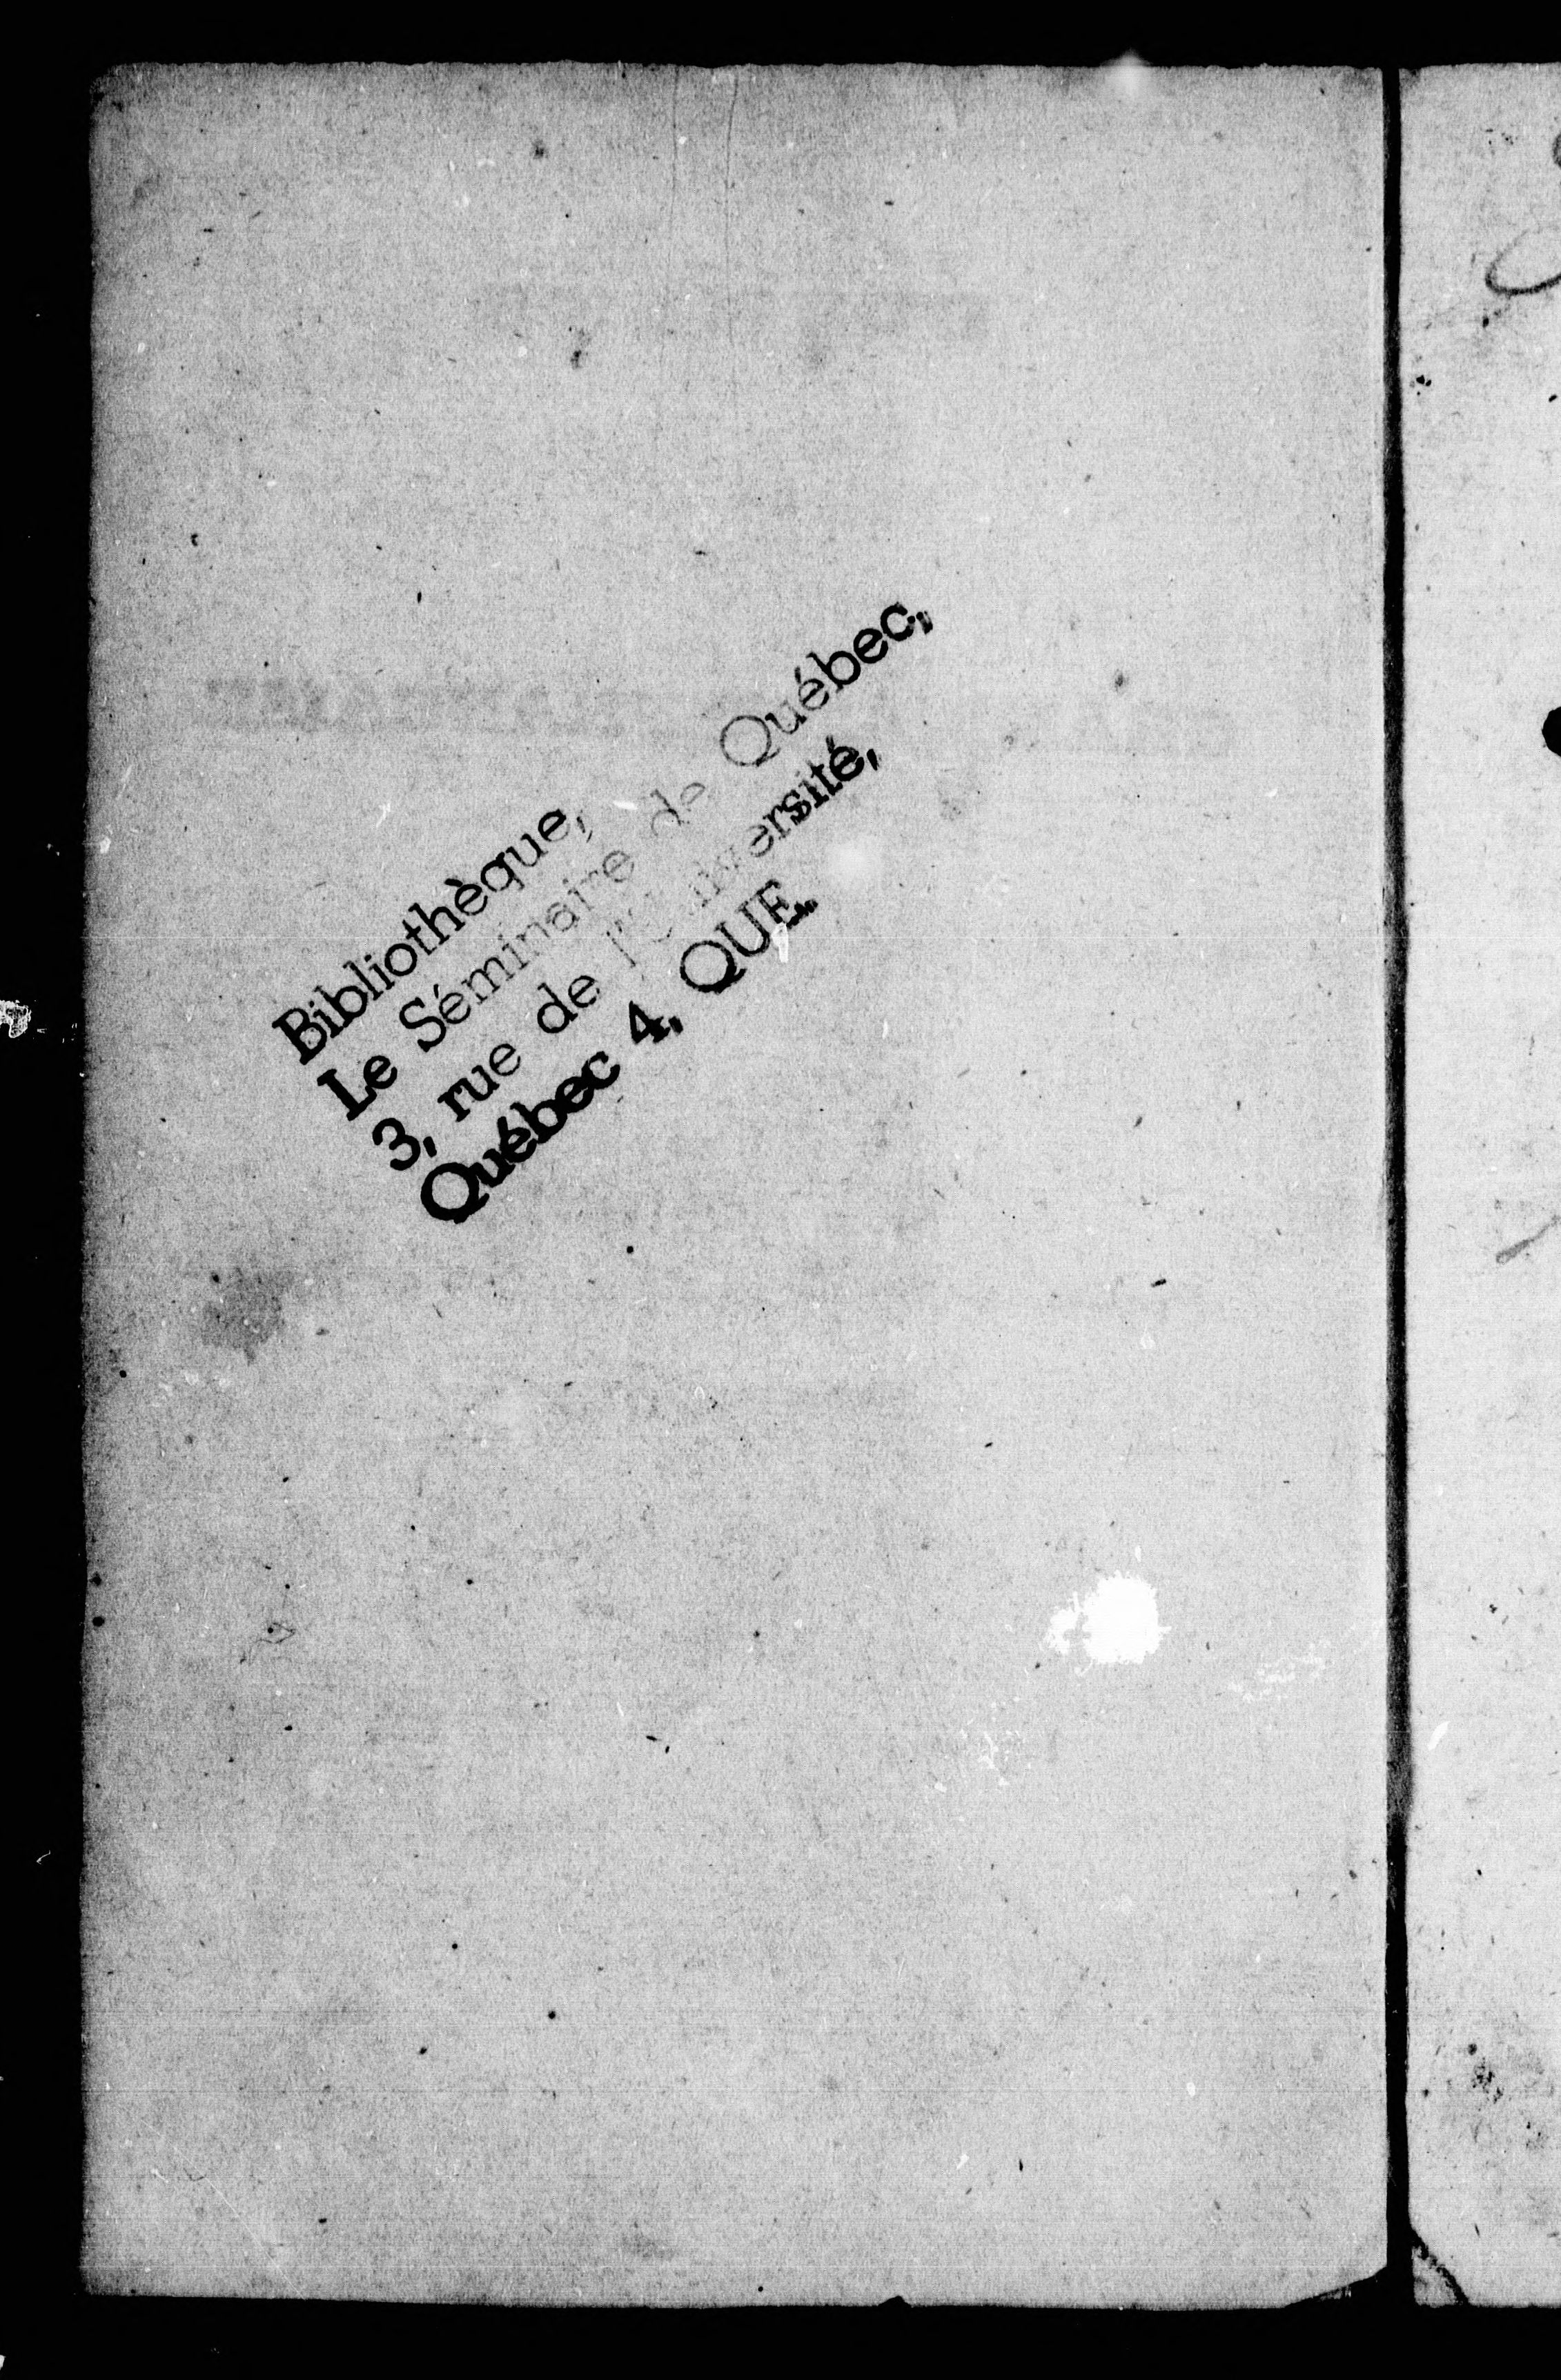 Bibliothèque,
Le Séminaire de Québec,
3, rue de l'Université,
Québec 4, QUE.